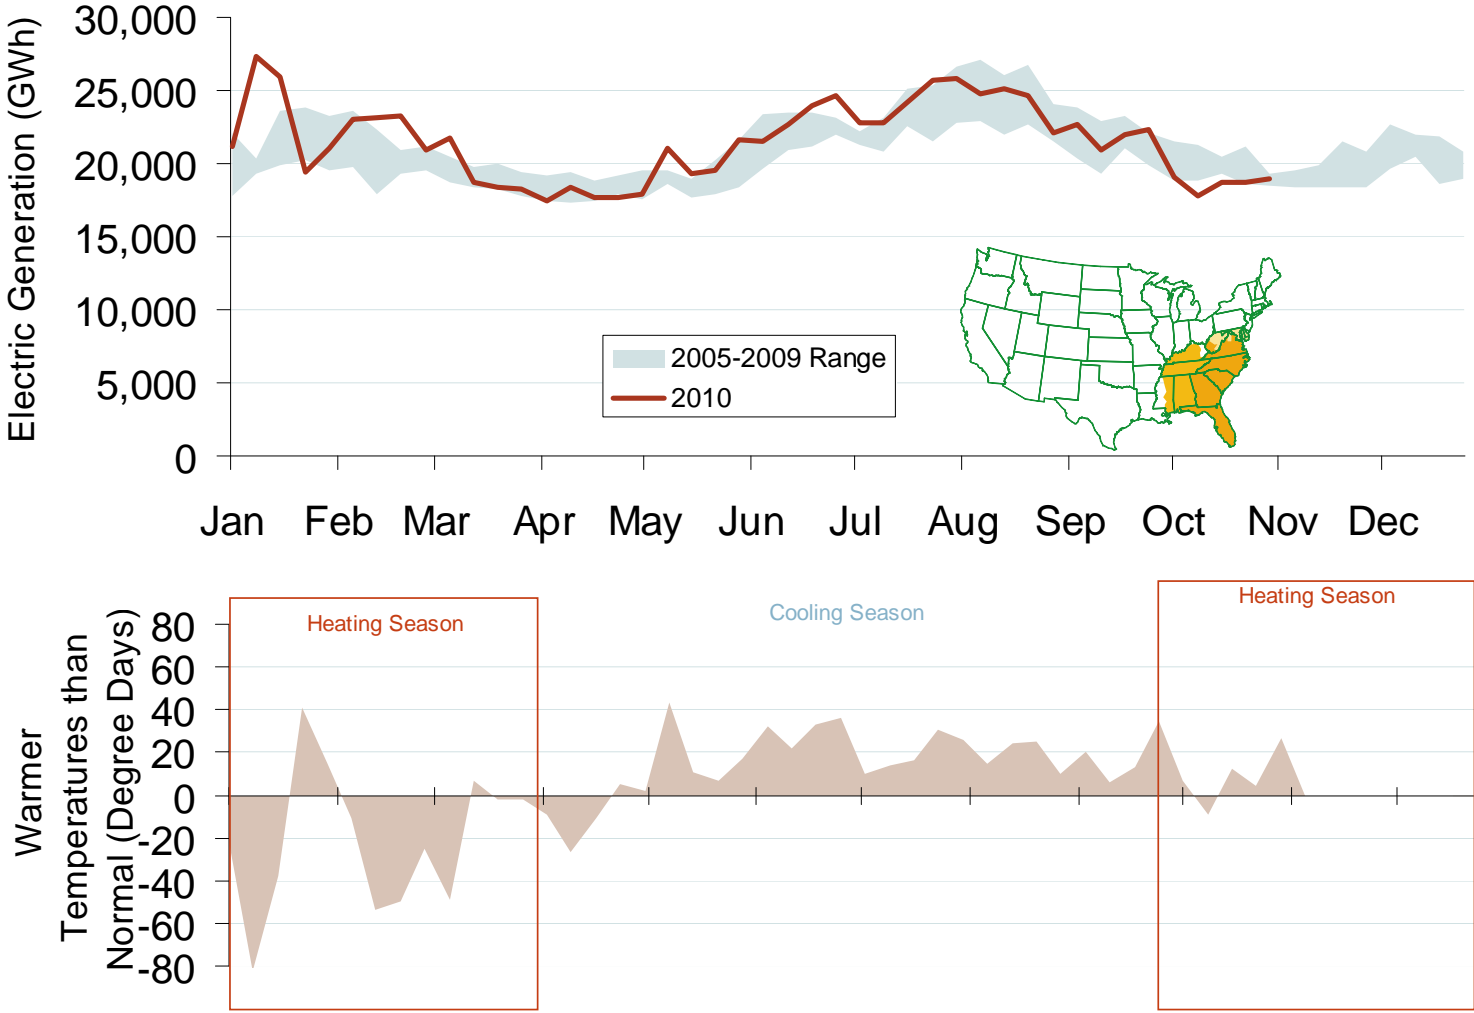 Electric Generation (GWh)
30,000
25,000
20,000
15,000
10,000
5,000
0
2005-2009 Range
2010
Jan Feb Mar Apr May Jun Jul Aug Sep Oct Nov Dec
Warmer
Temperatures than
Normal (Degree Days)
80
60
40
20
0
-20
-40
-60
-80
Heating Season
Cooling Season
Heating Season